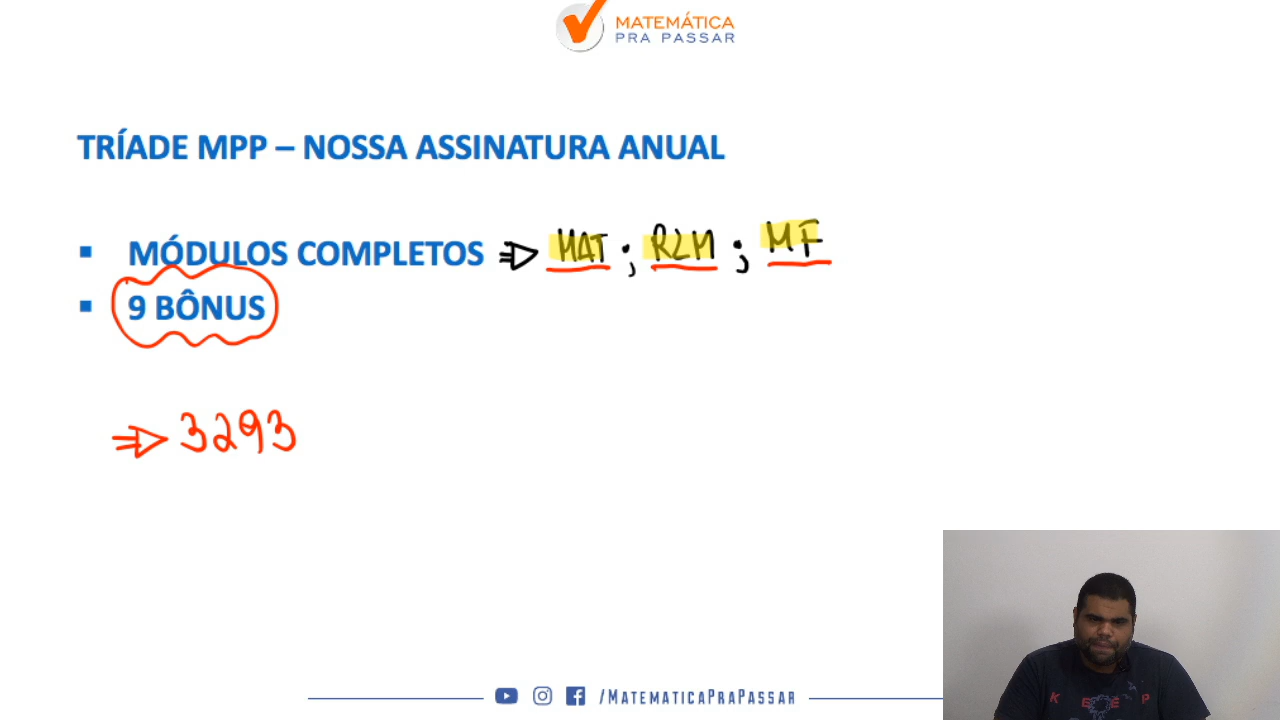 MATEMÁTICA
PRA PASSAR
TRÍADE MPP – NOSSA ASSINATURA ANUAL
▪ MÓDULOS COMPLETOS ⇒ MAT ; RLM ; MF
▪ 9 BÔNUS
⇒ 3293
/MATEMATICAPRAPASSAR
K E E P